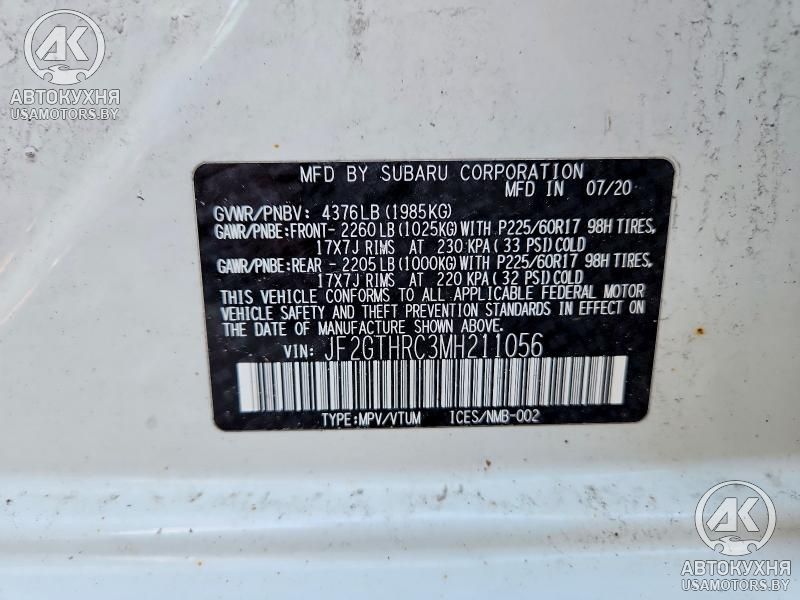 AK
АВТОКУХНЯ
USAMOTORS.BY
MFD BY SUBARU CORPORATION
MFD IN 07/20
GVWR/PNBV: 4376LB (1985KG)
GAWR/PNBE:FRONT- 2260LB (1025KG) WITH P225/60R17 98H TIRES,
17X7J RIMS AT 230 KPA (33 PSI) COLD
GAWR/PNBE:REAR - 2205LB (1000KG) WITH P225/60R17 98H TIRES,
17X7J RIMS AT 220 KPA (32 PSI) COLD
THIS VEHICLE CONFORMS TO ALL APPLICABLE FEDERAL MOTOR
VEHICLE SAFETY AND THEFT PREVENTION STANDARDS IN EFFECT ON
THE DATE OF MANUFACTURE SHOWN ABOVE.
VIN: JF2GTHRC3MH211056
TYPE:MPV/VTUM ICES/NMB-002
AK
АВТОКУХНЯ
USAMOTORS.BY